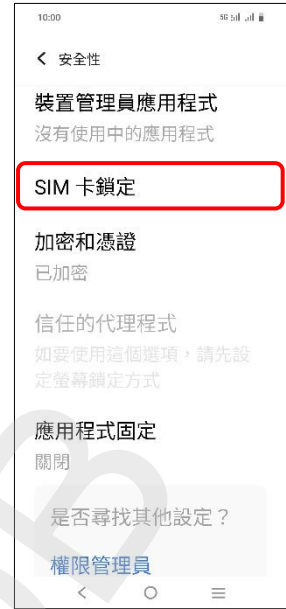 10:00 5G
安全性
裝置管理員應用程式
沒有使用中的應用程式
SIM 卡鎖定
加密和憑證
已加密
信任的代理程式
如要使用這個選項，請先設
定螢幕鎖定方式
應用程式固定
關閉
是否尋找其他設定？
權限管理員